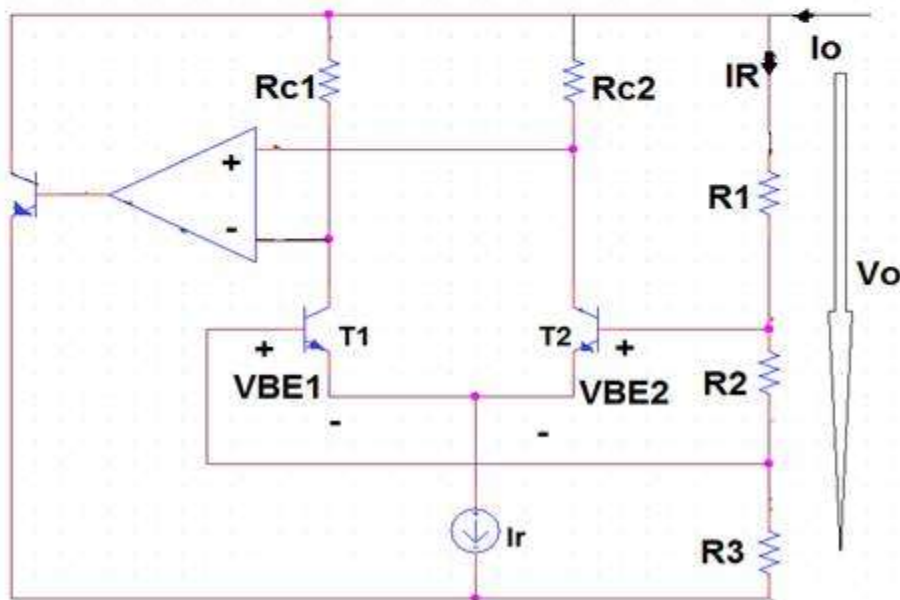 Io
IR
Rc1
Rc2
+
R1
-
Vo
+
T1
T2
+
VBE1
VBE2
R2
-
-
Ir
R3